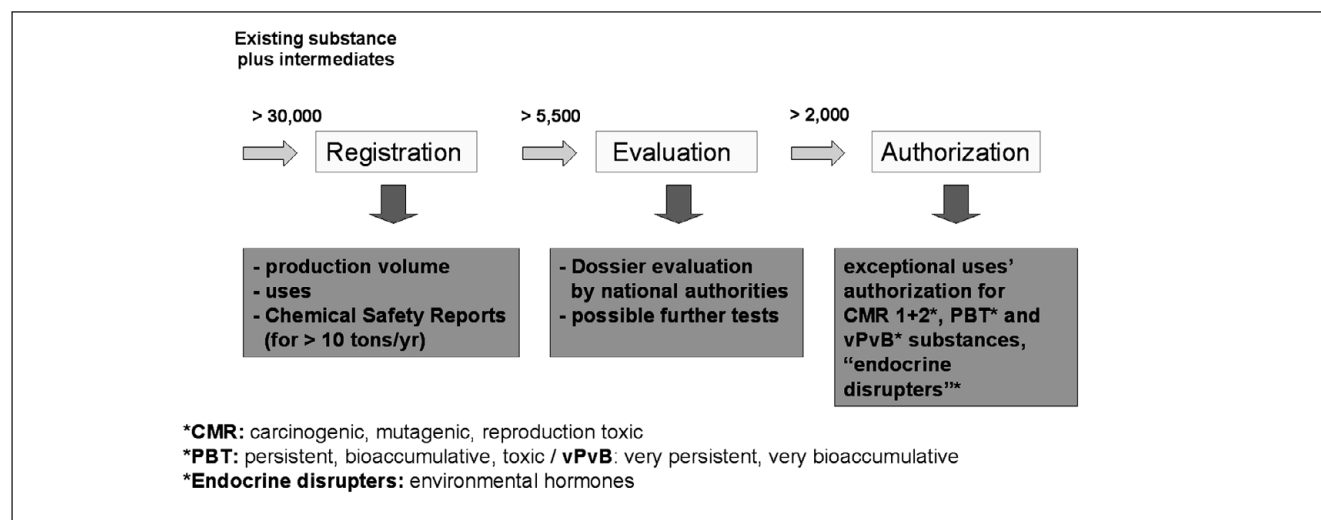 Existing substance
plus intermediates
> 30,000
Registration
> 5,500
Evaluation
> 2,000
Authorization
- production volume
- uses
- Chemical Safety Reports
(for > 10 tons/yr)
- Dossier evaluation
by national authorities
- possible further tests
exceptional uses’
authorization for
CMR 1+2*, PBT* and
vPvB* substances,
“endocrine
disrupters”*
*CMR: carcinogenic, mutagenic, reproduction toxic
*PBT: persistent, bioaccumulative, toxic / vPvB: very persistent, very bioaccumulative
*Endocrine disrupters: environmental hormones